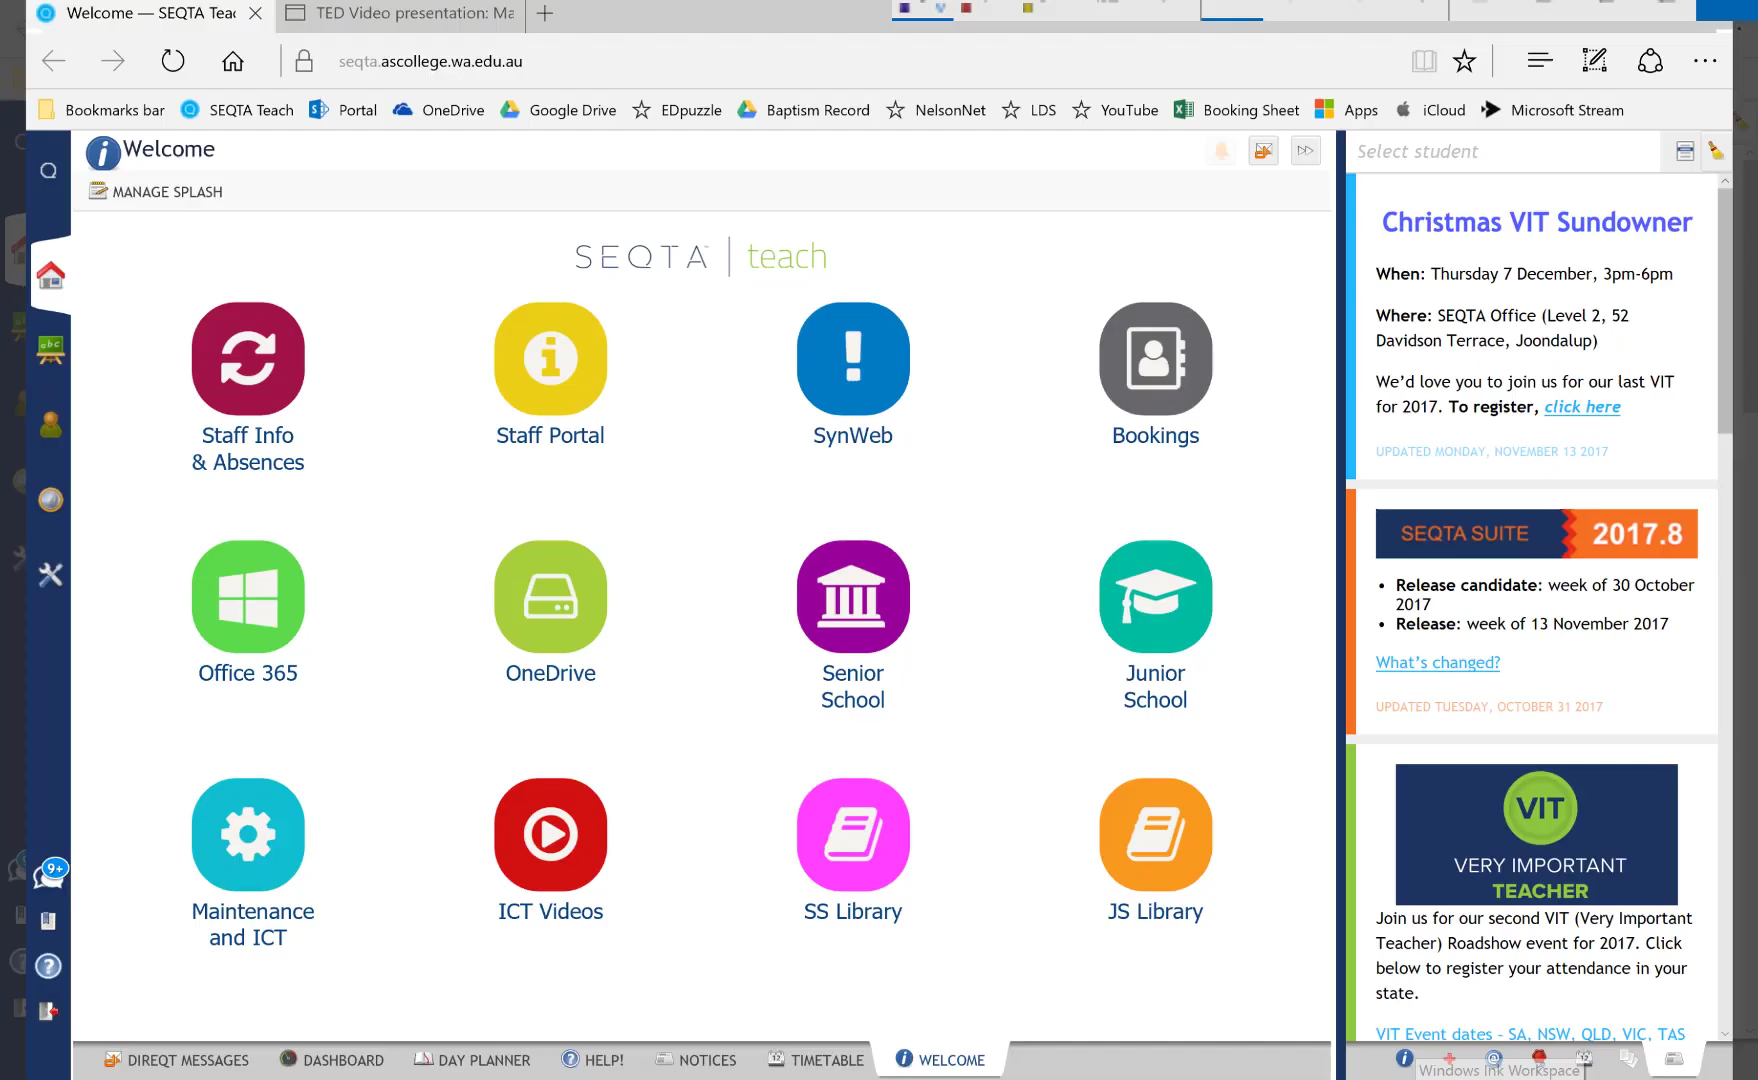 Welcome — SEQTA Teac
TED Video presentation: Ma
seqta.ascollege.wa.edu.au
Bookmarks bar
SEQTA Teach
Portal
OneDrive
Google Drive
EDpuzzle
Baptism Record
NelsonNet
LDS
YouTube
Booking Sheet
Apps
iCloud
Microsoft Stream
Welcome
MANAGE SPLASH
Select student
SEQTA | teach
Staff Info
& Absences
Staff Portal
SynWeb
Bookings
Office 365
OneDrive
Senior
School
Junior
School
Maintenance
and ICT
ICT Videos
SS Library
JS Library
Christmas VIT Sundowner
When: Thursday 7 December, 3pm-6pm
Where: SEQTA Office (Level 2, 52
Davidson Terrace, Joondalup)
We'd love you to join us for our last VIT
for 2017. To register, click here
UPDATED MONDAY, NOVEMBER 13 2017
SEQTA SUITE 2017.8
• Release candidate: week of 30 October
2017
• Release: week of 13 November 2017
What's changed?
UPDATED TUESDAY, OCTOBER 31 2017
VIT
VERY IMPORTANT
TEACHER
Join us for our second VIT (Very Important
Teacher) Roadshow event for 2017. Click
below to register your attendance in your
state.
VIT Event dates - SA, NSW, QLD, VIC, TAS
9+
DIREQT MESSAGES
DASHBOARD
DAY PLANNER
HELP!
NOTICES
TIMETABLE
WELCOME
Windows Ink Workspace